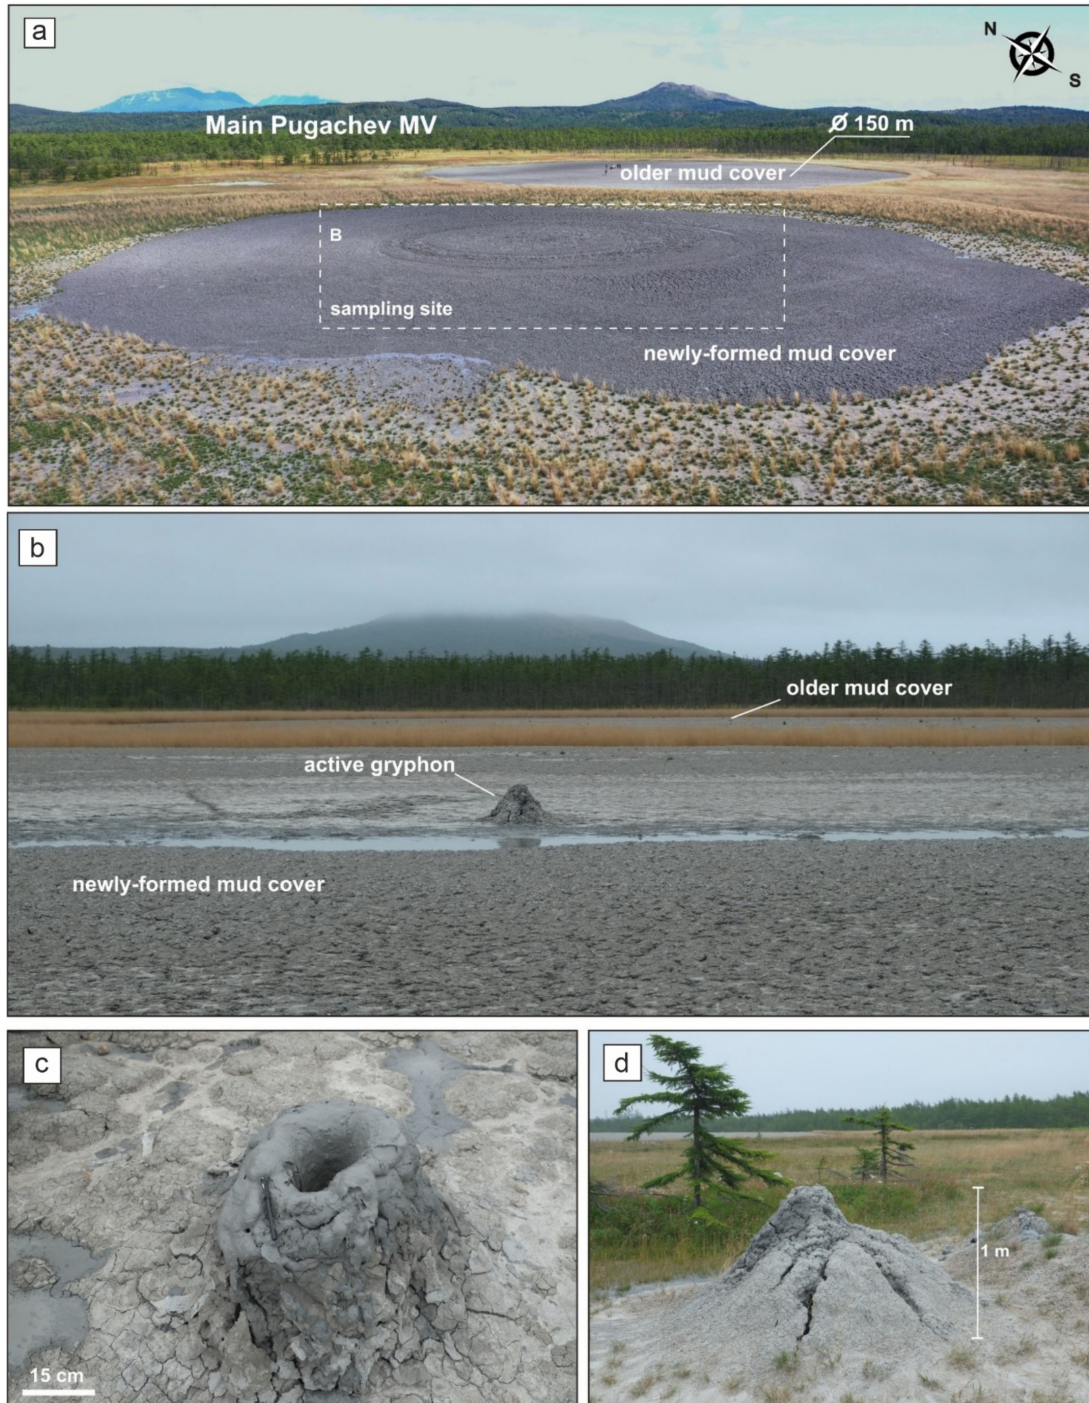 a
N
S
Main Pugachev MV
Ø 150 m
older mud cover
B
sampling site
newly-formed mud cover
b
older mud cover
active gryphon
newly-formed mud cover
c
15 cm
d
1 m